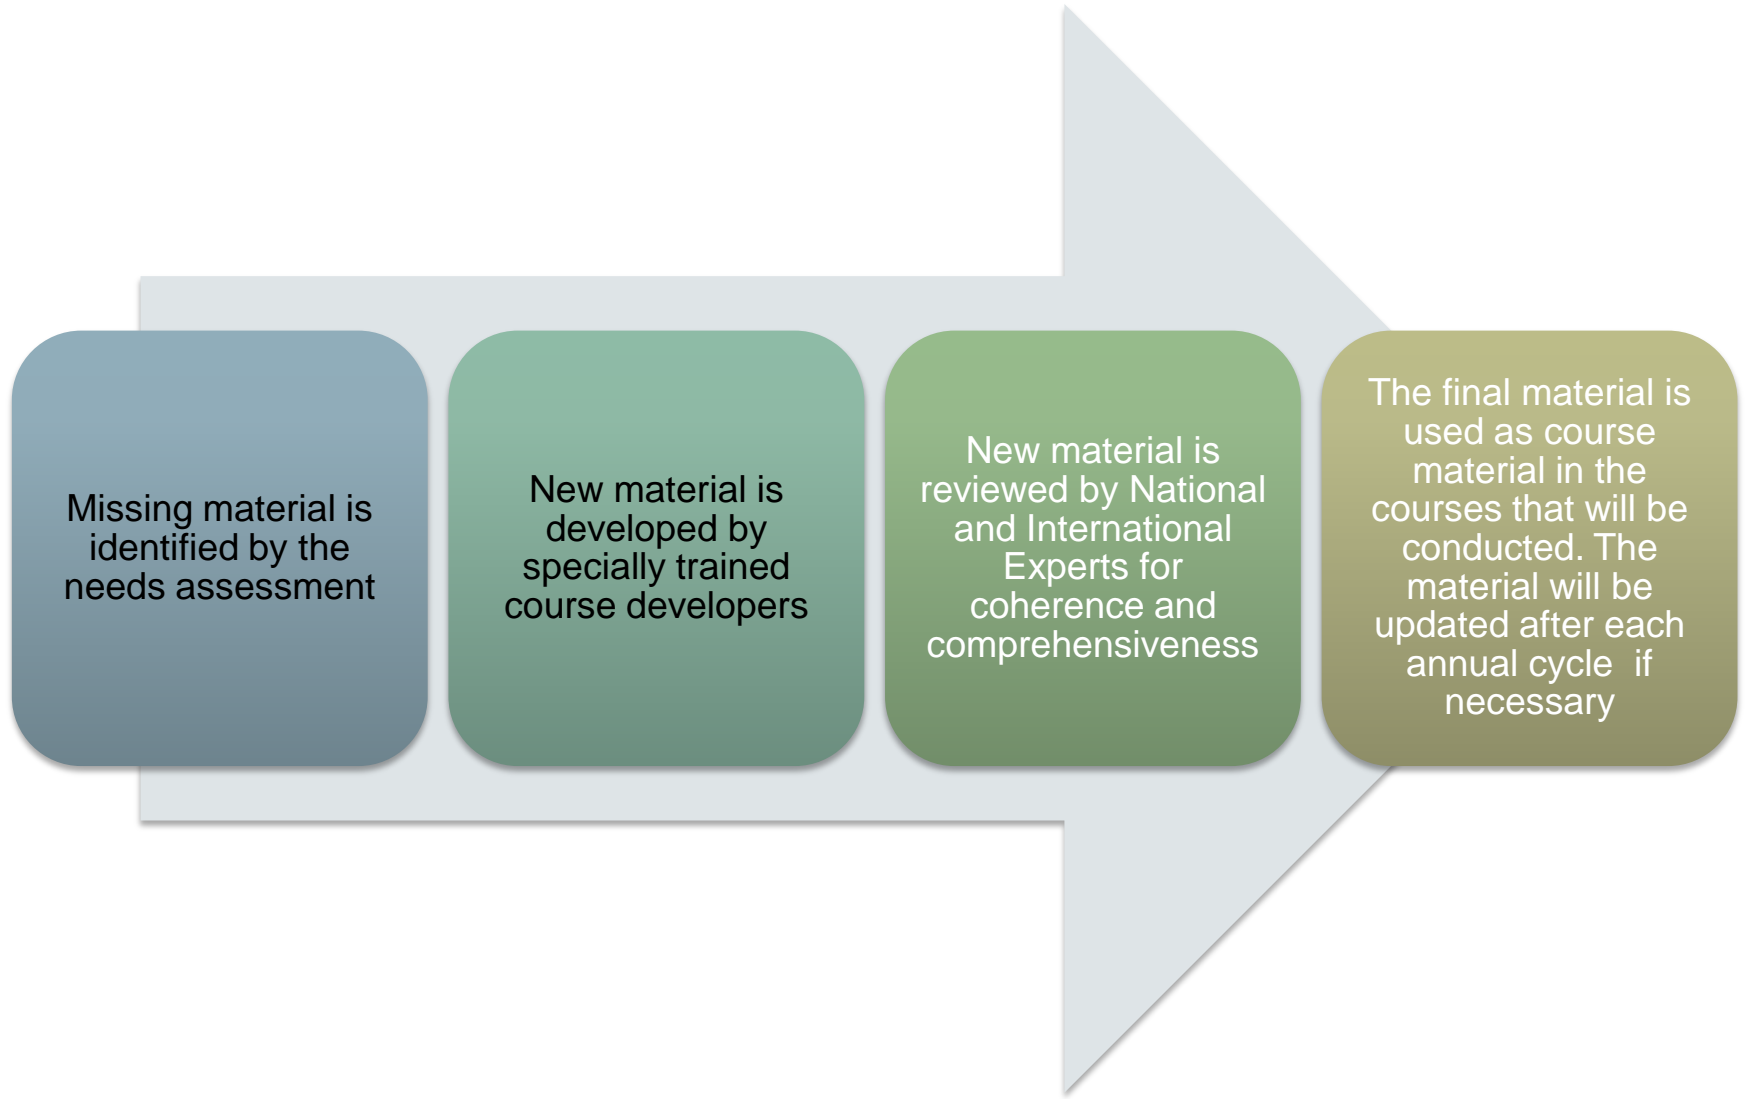 Missing material is
identified by the
needs assessment
New material is
developed by
specially trained
course developers
New material is
reviewed by National
and International
Experts for
coherence and
comprehensiveness
The final material is
used as course
material in the
courses that will be
conducted. The
material will be
updated after each
annual cycle  if
necessary